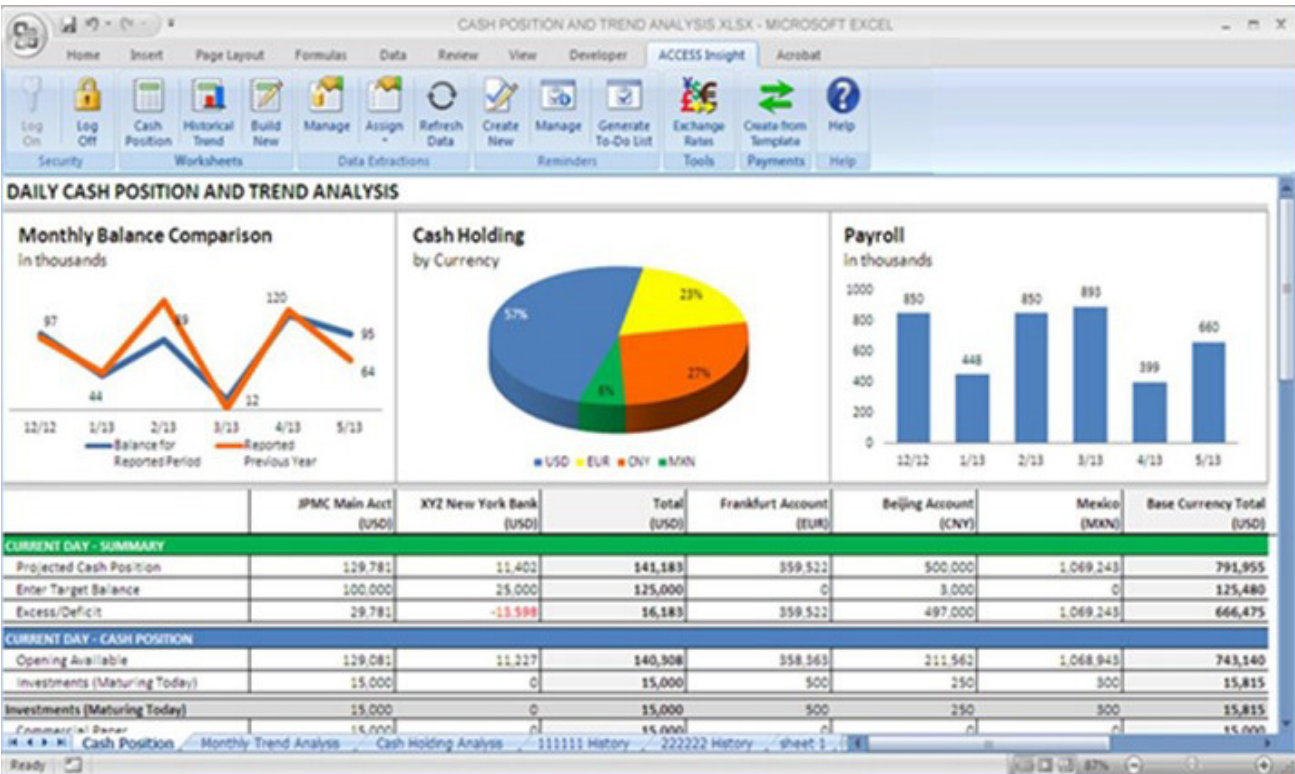 CASH POSITION AND TREND ANALYSIS.XLSX - MICROSOFT EXCEL
Home Insert Page Layout Formulas Data Review View Developer ACCESS Insight Acrobat
Log On Log Off Cash Position Historical Trend Build New Manage Assign Refresh Data Create New Manage Generate To-Do List Exchange Rates Create from Template Help
Security Worksheets Data Extractions Reminders Tools Payments Help
DAILY CASH POSITION AND TREND ANALYSIS
Monthly Balance Comparison
In thousands
97 44 89 12 120 95 64
12/12 1/13 2/13 3/13 4/13 5/13
Balance for Reported Period
Reported Previous Year
Cash Holding
by Currency
57% 23% 27% 6%
USD EUR CNY MXN
Payroll
In thousands
1000 800 600 400 200 0
850 448 850 893 399 660
12/12 1/13 2/13 3/13 4/13 5/13
JPMC Main Acct (USD) XYZ New York Bank (USD) Total (USD) Frankfurt Account (EUR) Beijing Account (CNY) Mexico (MXN) Base Currency Total (USD)
CURRENT DAY - SUMMARY
Projected Cash Position 129,781 11,402 141,183 359,522 500,000 1,069,243 791,955
Enter Target Balance 100,000 25,000 125,000 0 3,000 0 125,480
Excess/Deficit 29,781 -13,598 16,183 359,522 497,000 1,069,243 666,475
CURRENT DAY - CASH POSITION
Opening Available 129,081 11,227 140,308 358,563 211,562 1,068,943 743,140
Investments (Maturing Today) 15,000 0 15,000 500 250 300 15,815
Investments (Maturing Today) 15,000 0 15,000 500 250 300 15,815
Commercial Paper 15,000 0 15,000 0 0 0 15,000
Cash Position Monthly Trend Analysis Cash Holding Analysis 111111 History 222222 History sheet 1
Ready 87%